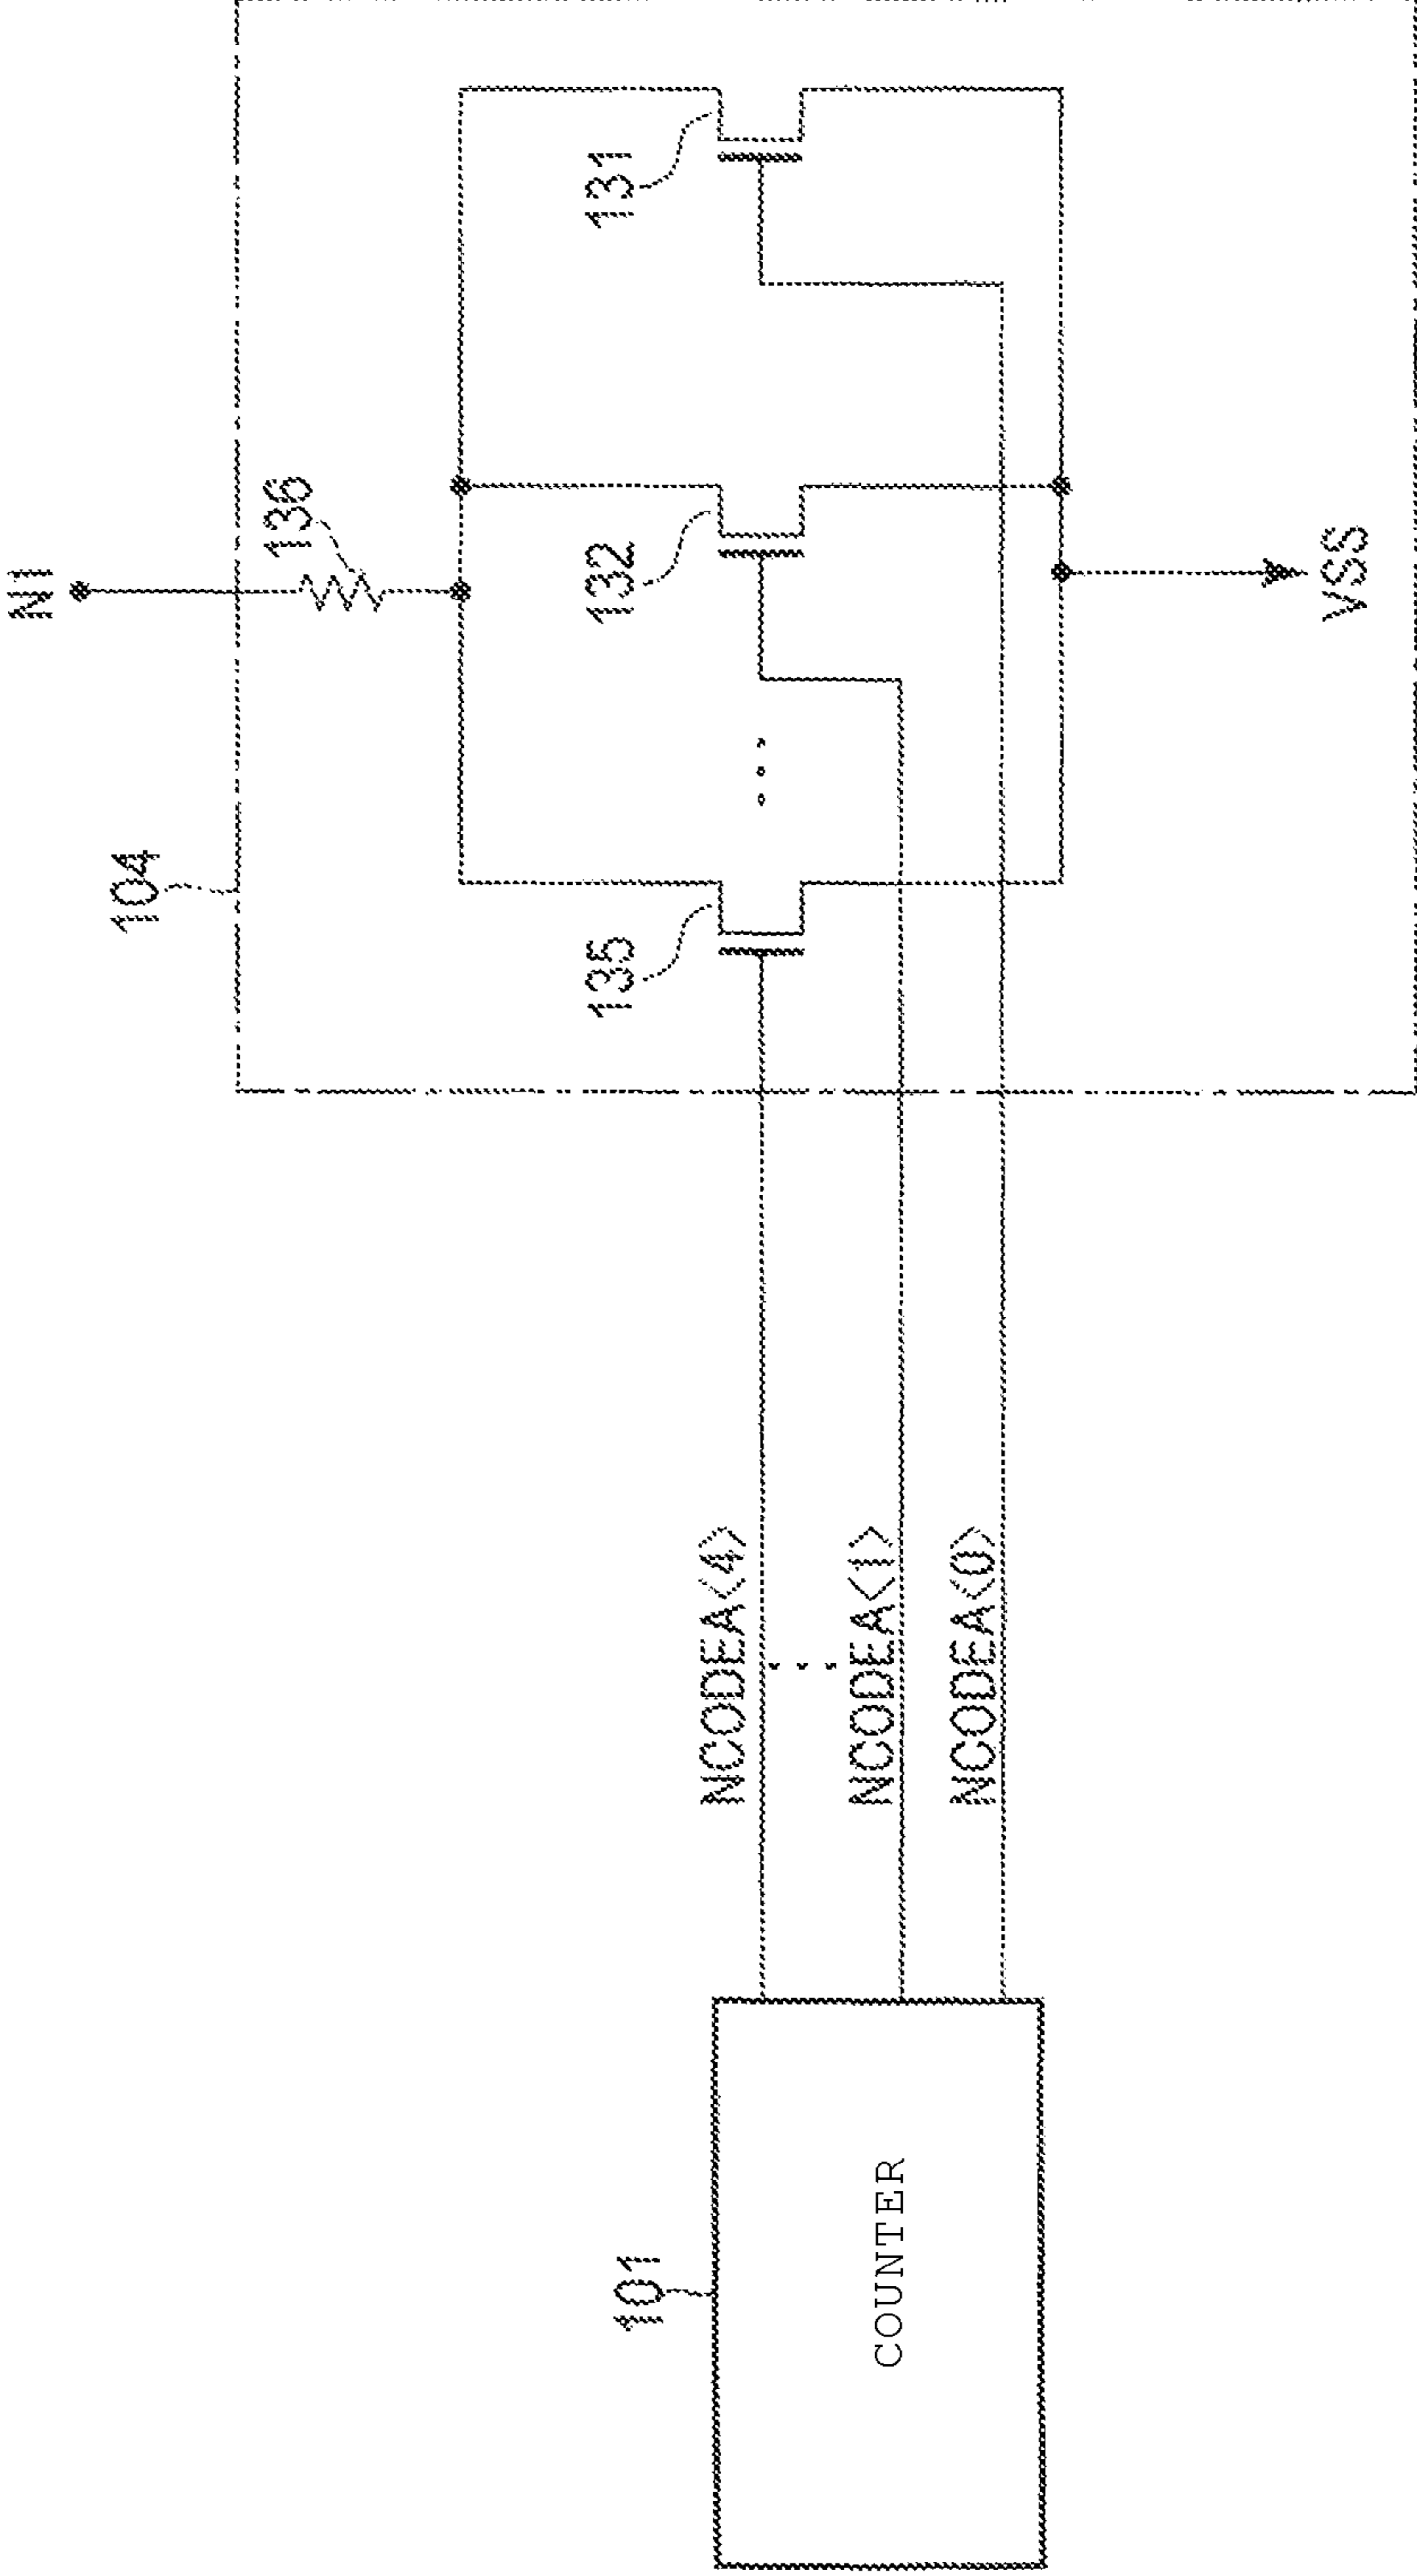 N1
136
104
131
132
135
VSS
NCODEA<4>
NCODEA<1>
NCODEA<0>
101
COUNTER